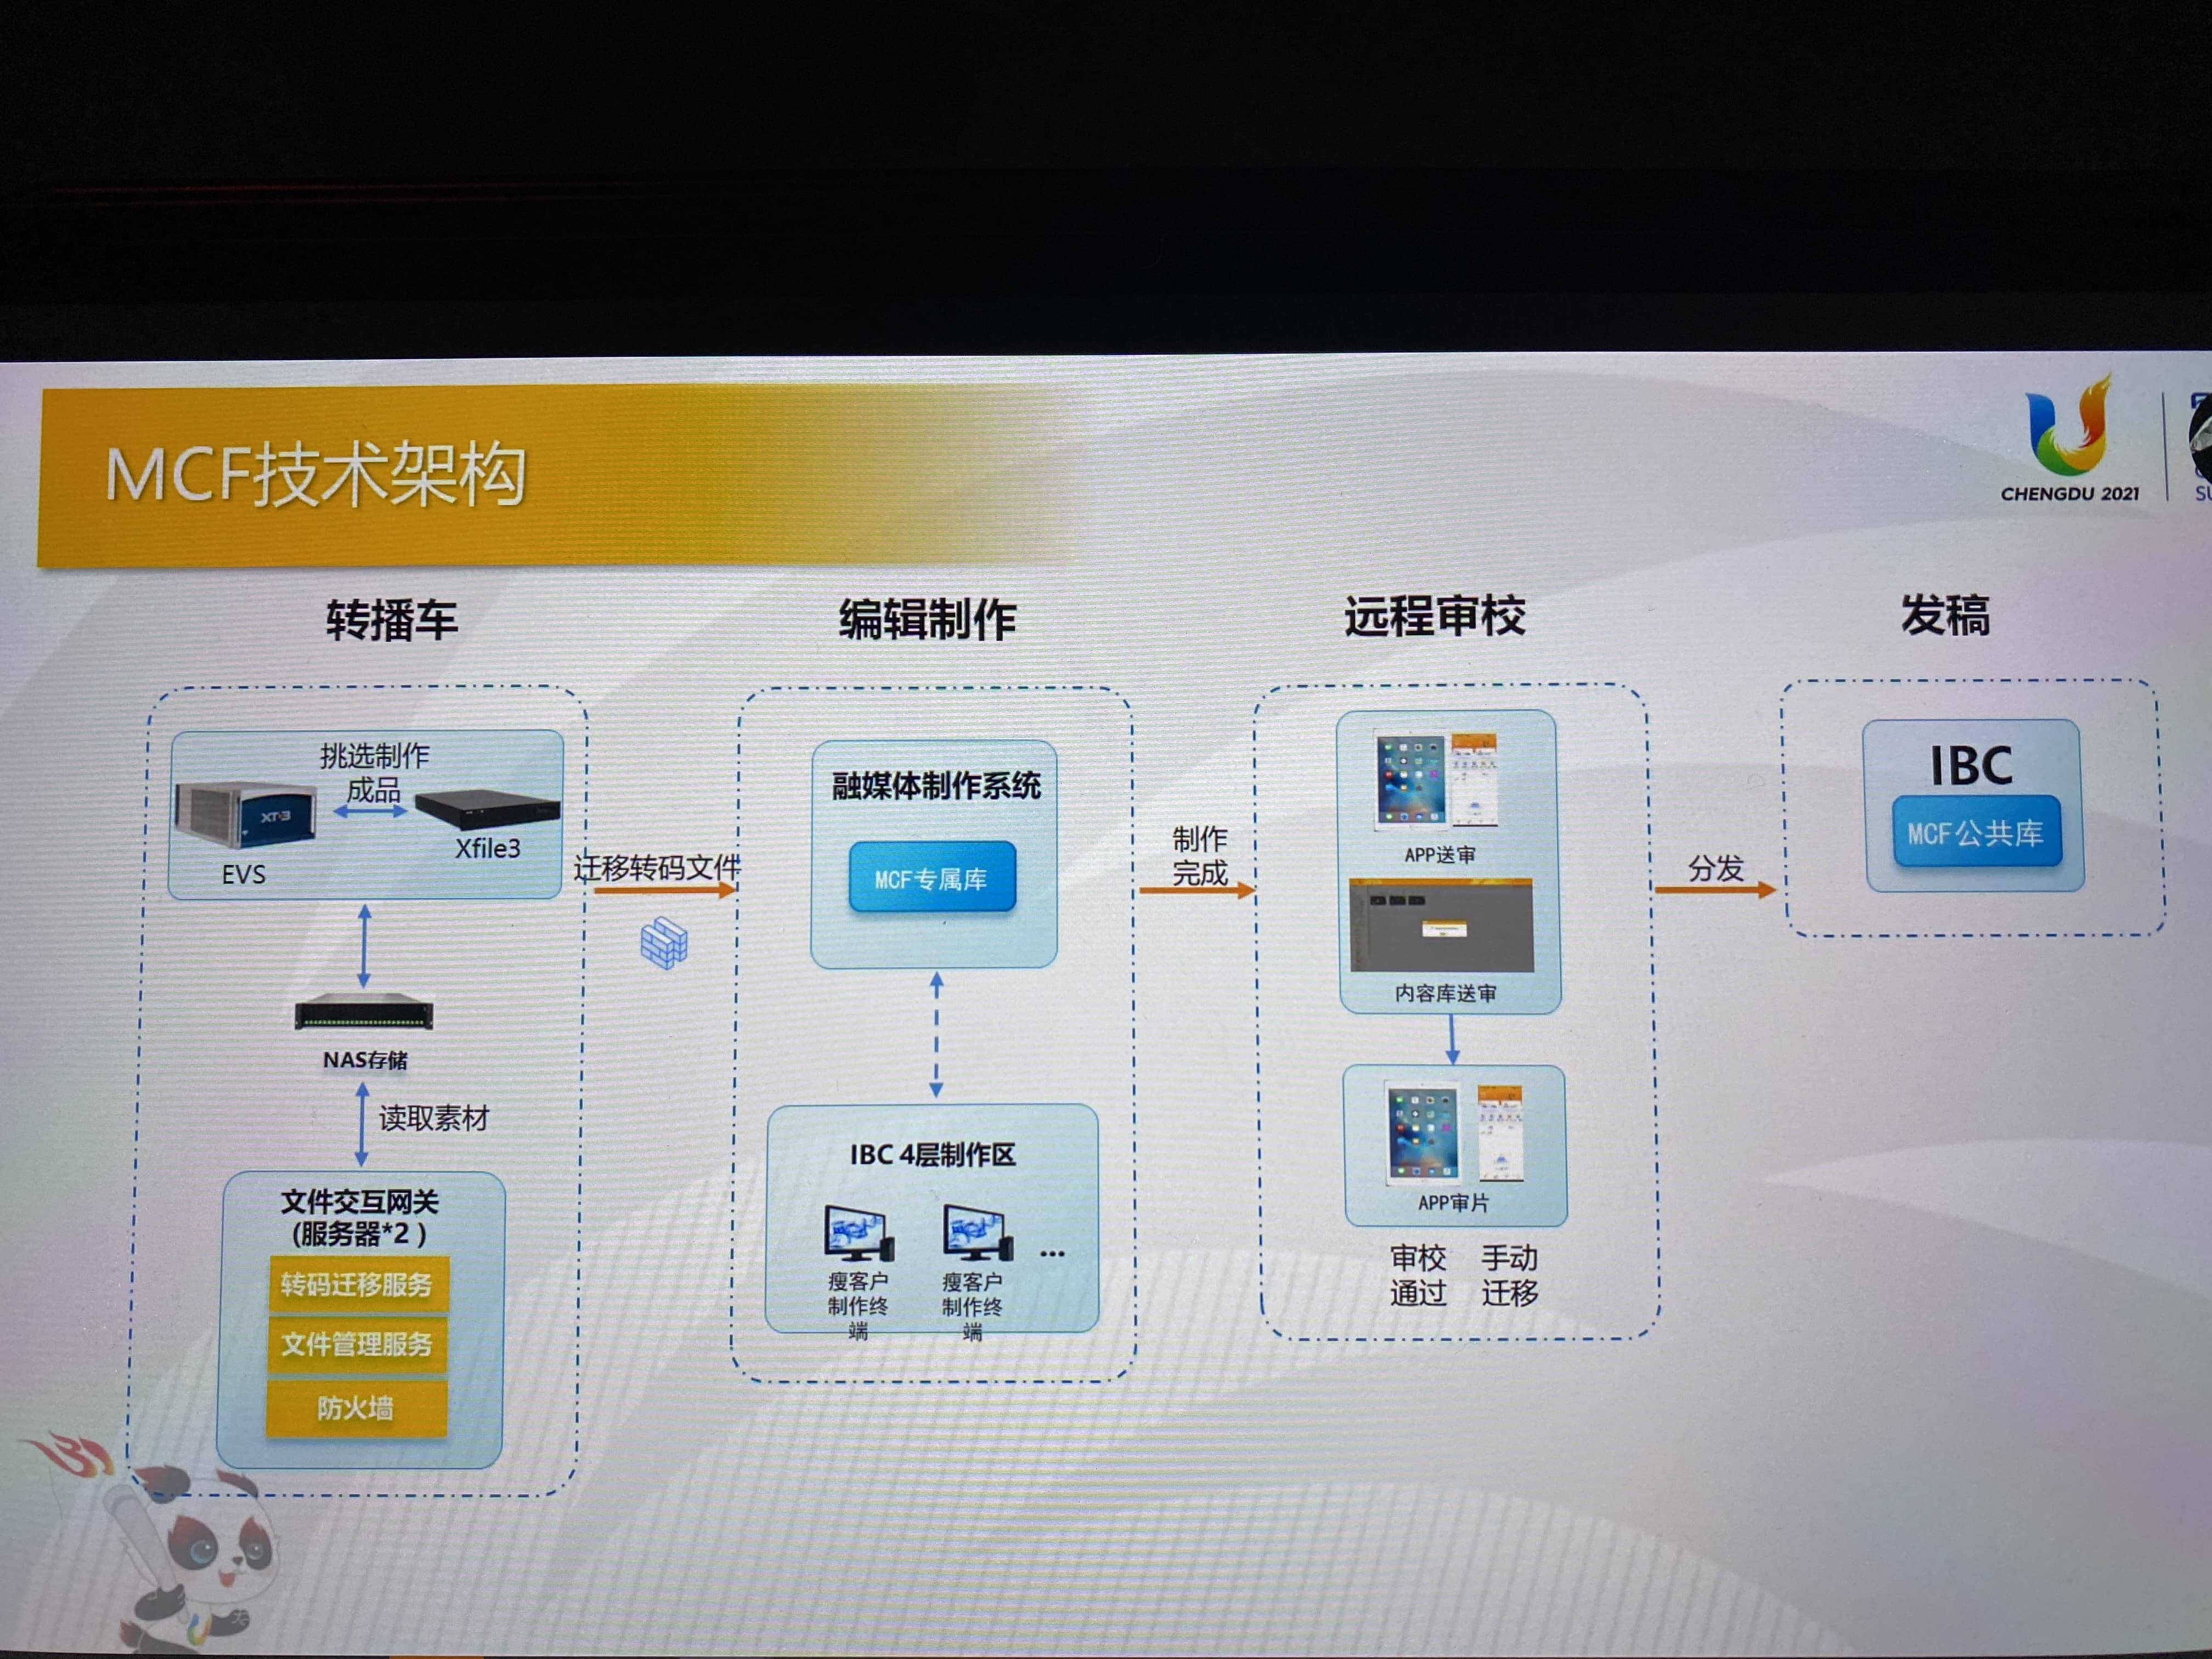 MCF技术架构
CHENGDU 2021
转播车
编辑制作
远程审校
发稿
挑选制作
成品
XT3
EVS
Xfile3
NAS存储
读取素材
文件交互网关
(服务器*2)
转码迁移服务
文件管理服务
防火墙
迁移转码文件
融媒体制作系统
MCF专属库
IBC 4层制作区
瘦客户
制作终
端
瘦客户
制作终
端
...
制作
完成
APP送审
内容库送审
APP审片
审校
通过
手动
迁移
分发
IBC
MCF公共库